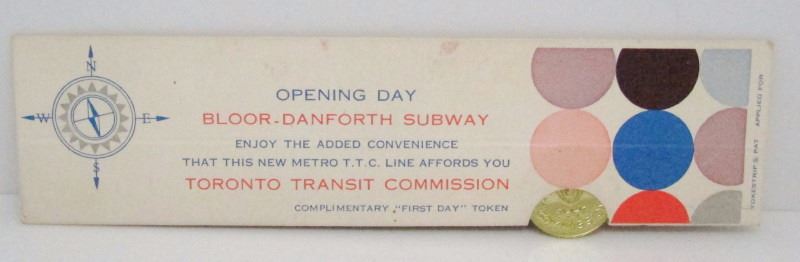 N
W E
S
OPENING DAY
BLOOR-DANFORTH SUBWAY
ENJOY THE ADDED CONVENIENCE
THAT THIS NEW METRO T.T.C. LINE AFFORDS YOU
TORONTO TRANSIT COMMISSION
COMPLIMENTARY "FIRST DAY" TOKEN
TOKESTRIPS PAT APPLIED FOR